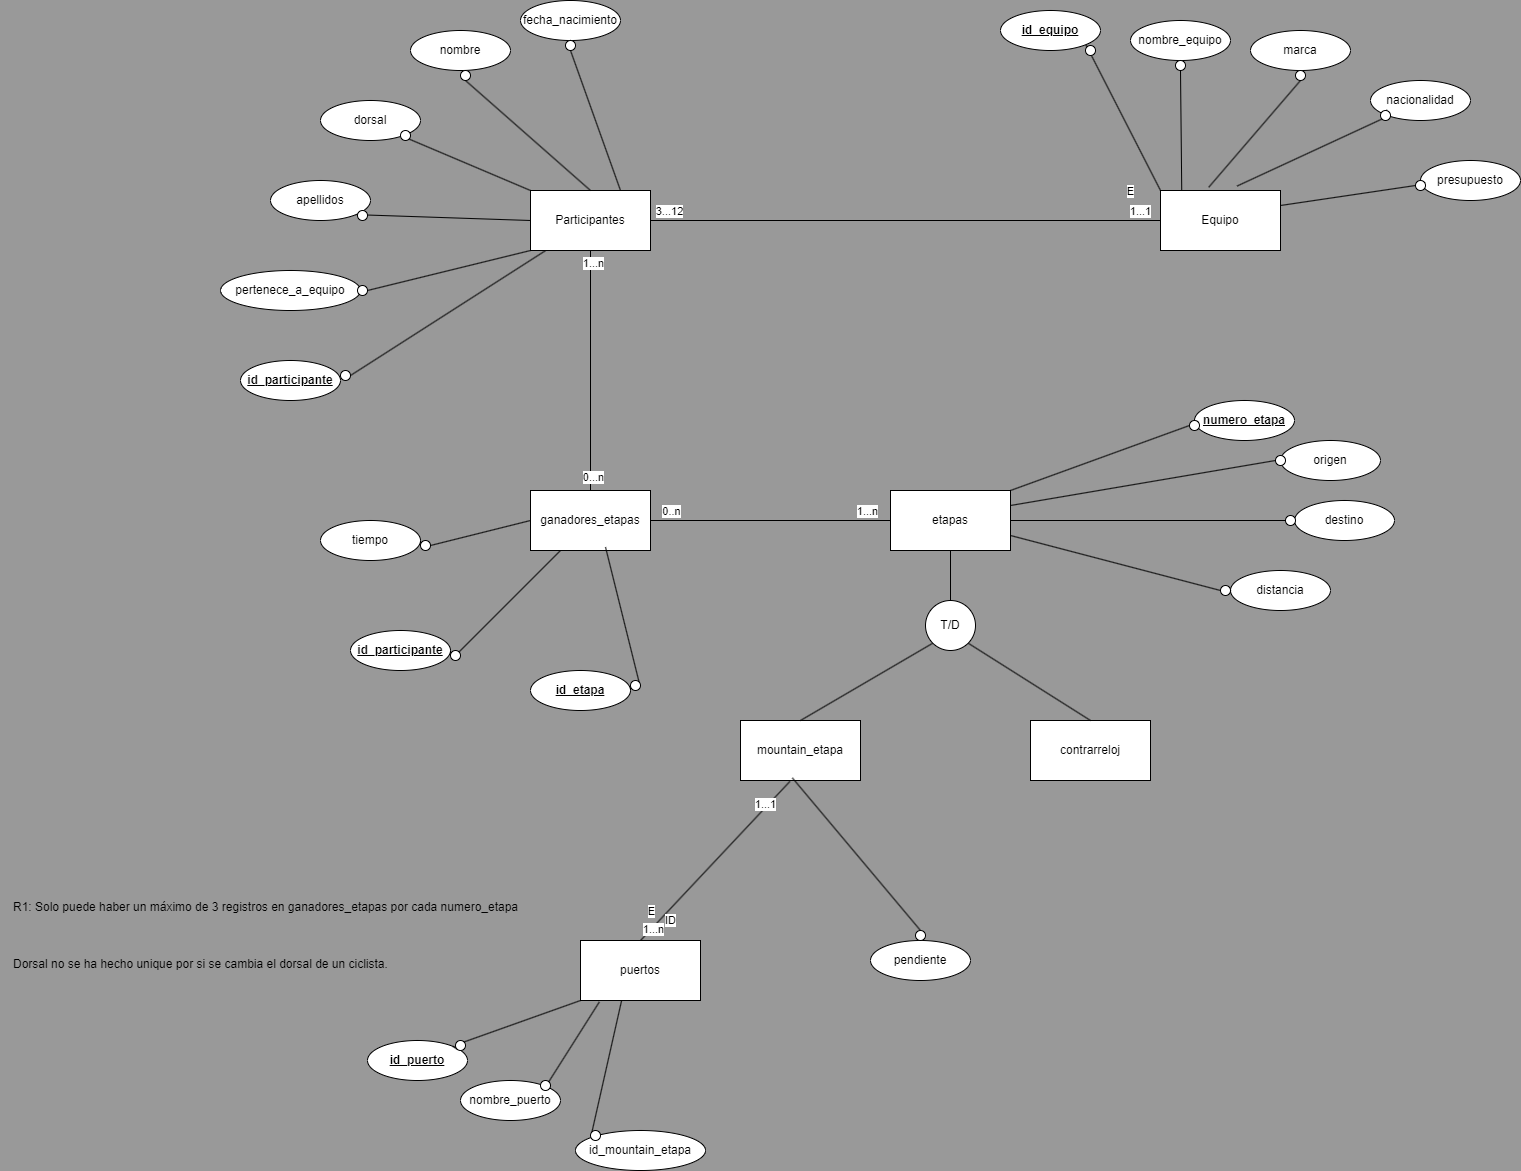 fecha_nacimiento
nombre
dorsal
apellidos
pertenece_a_equipo
id_participante
Participantes
3...12
E
1...1
Equipo
id_equipo
nombre_equipo
marca
nacionalidad
presupuesto
1...n
0...n
ganadores_etapas
0..n
1...n
etapas
numero_etapa
origen
destino
distancia
tiempo
id_participante
id_etapa
T/D
mountain_etapa
contrarreloj
1...1
E
ID
1...n
puertos
pendiente
R1: Solo puede haber un máximo de 3 registros en ganadores_etapas por cada numero_etapa
Dorsal no se ha hecho unique por si se cambia el dorsal de un ciclista.
id_puerto
nombre_puerto
id_mountain_etapa